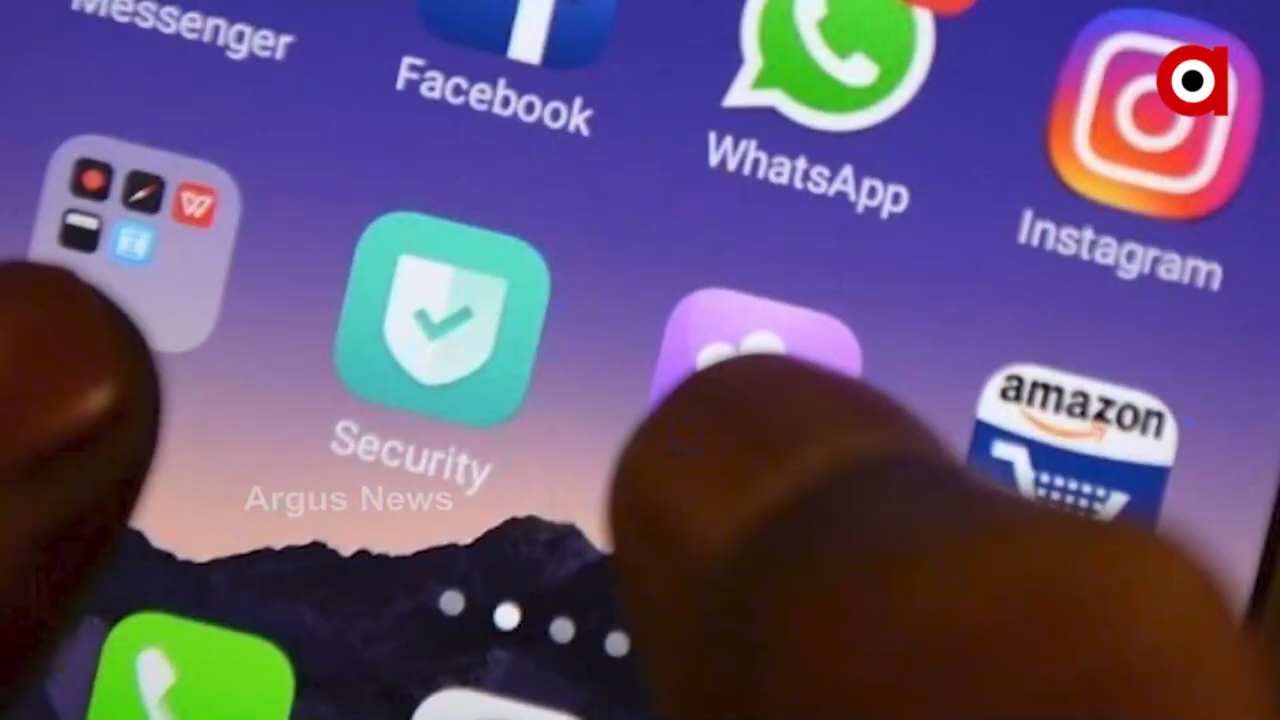 Messenger
Facebook
WhatsApp
Instagram
Security
amazon
Argus News